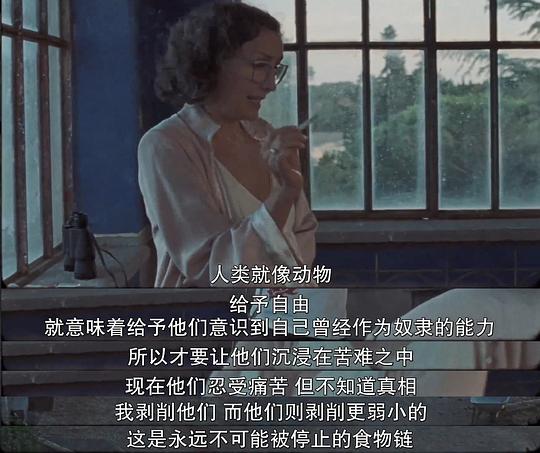 人类就像动物
给予自由
就意味着给予他们意识到自己曾经作为奴隶的能力
所以才要让他们沉浸在苦难之中
现在他们忍受痛苦 但不知道真相
我剥削他们 而他们则剥削更弱小的
这是永远不可能被停止的食物链